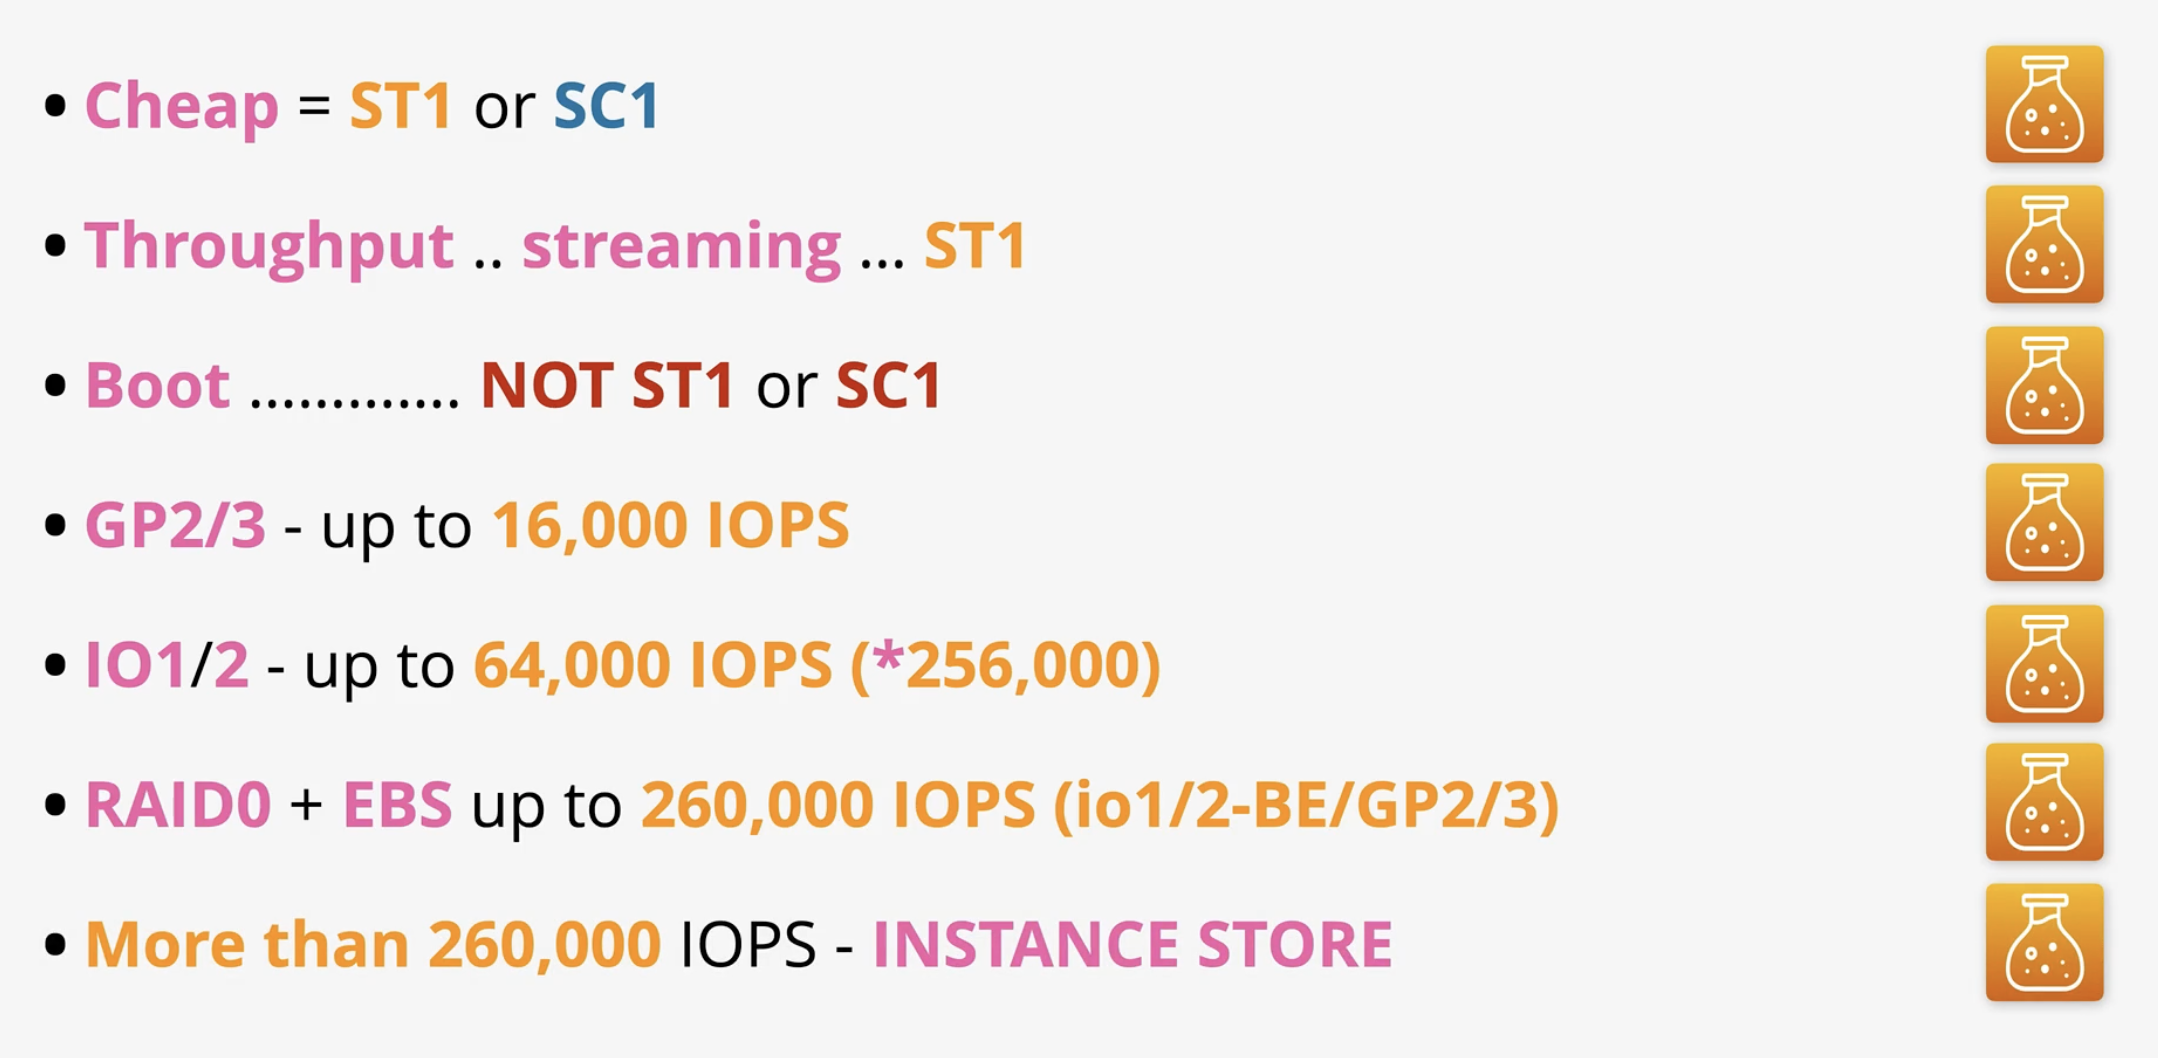 • Cheap = ST1 or SC1
• Throughput .. streaming ... ST1
• Boot ............. NOT ST1 or SC1
• GP2/3 - up to 16,000 IOPS
• IO1/2 - up to 64,000 IOPS (*256,000)
• RAID0 + EBS up to 260,000 IOPS (io1/2-BE/GP2/3)
• More than 260,000 IOPS - INSTANCE STORE